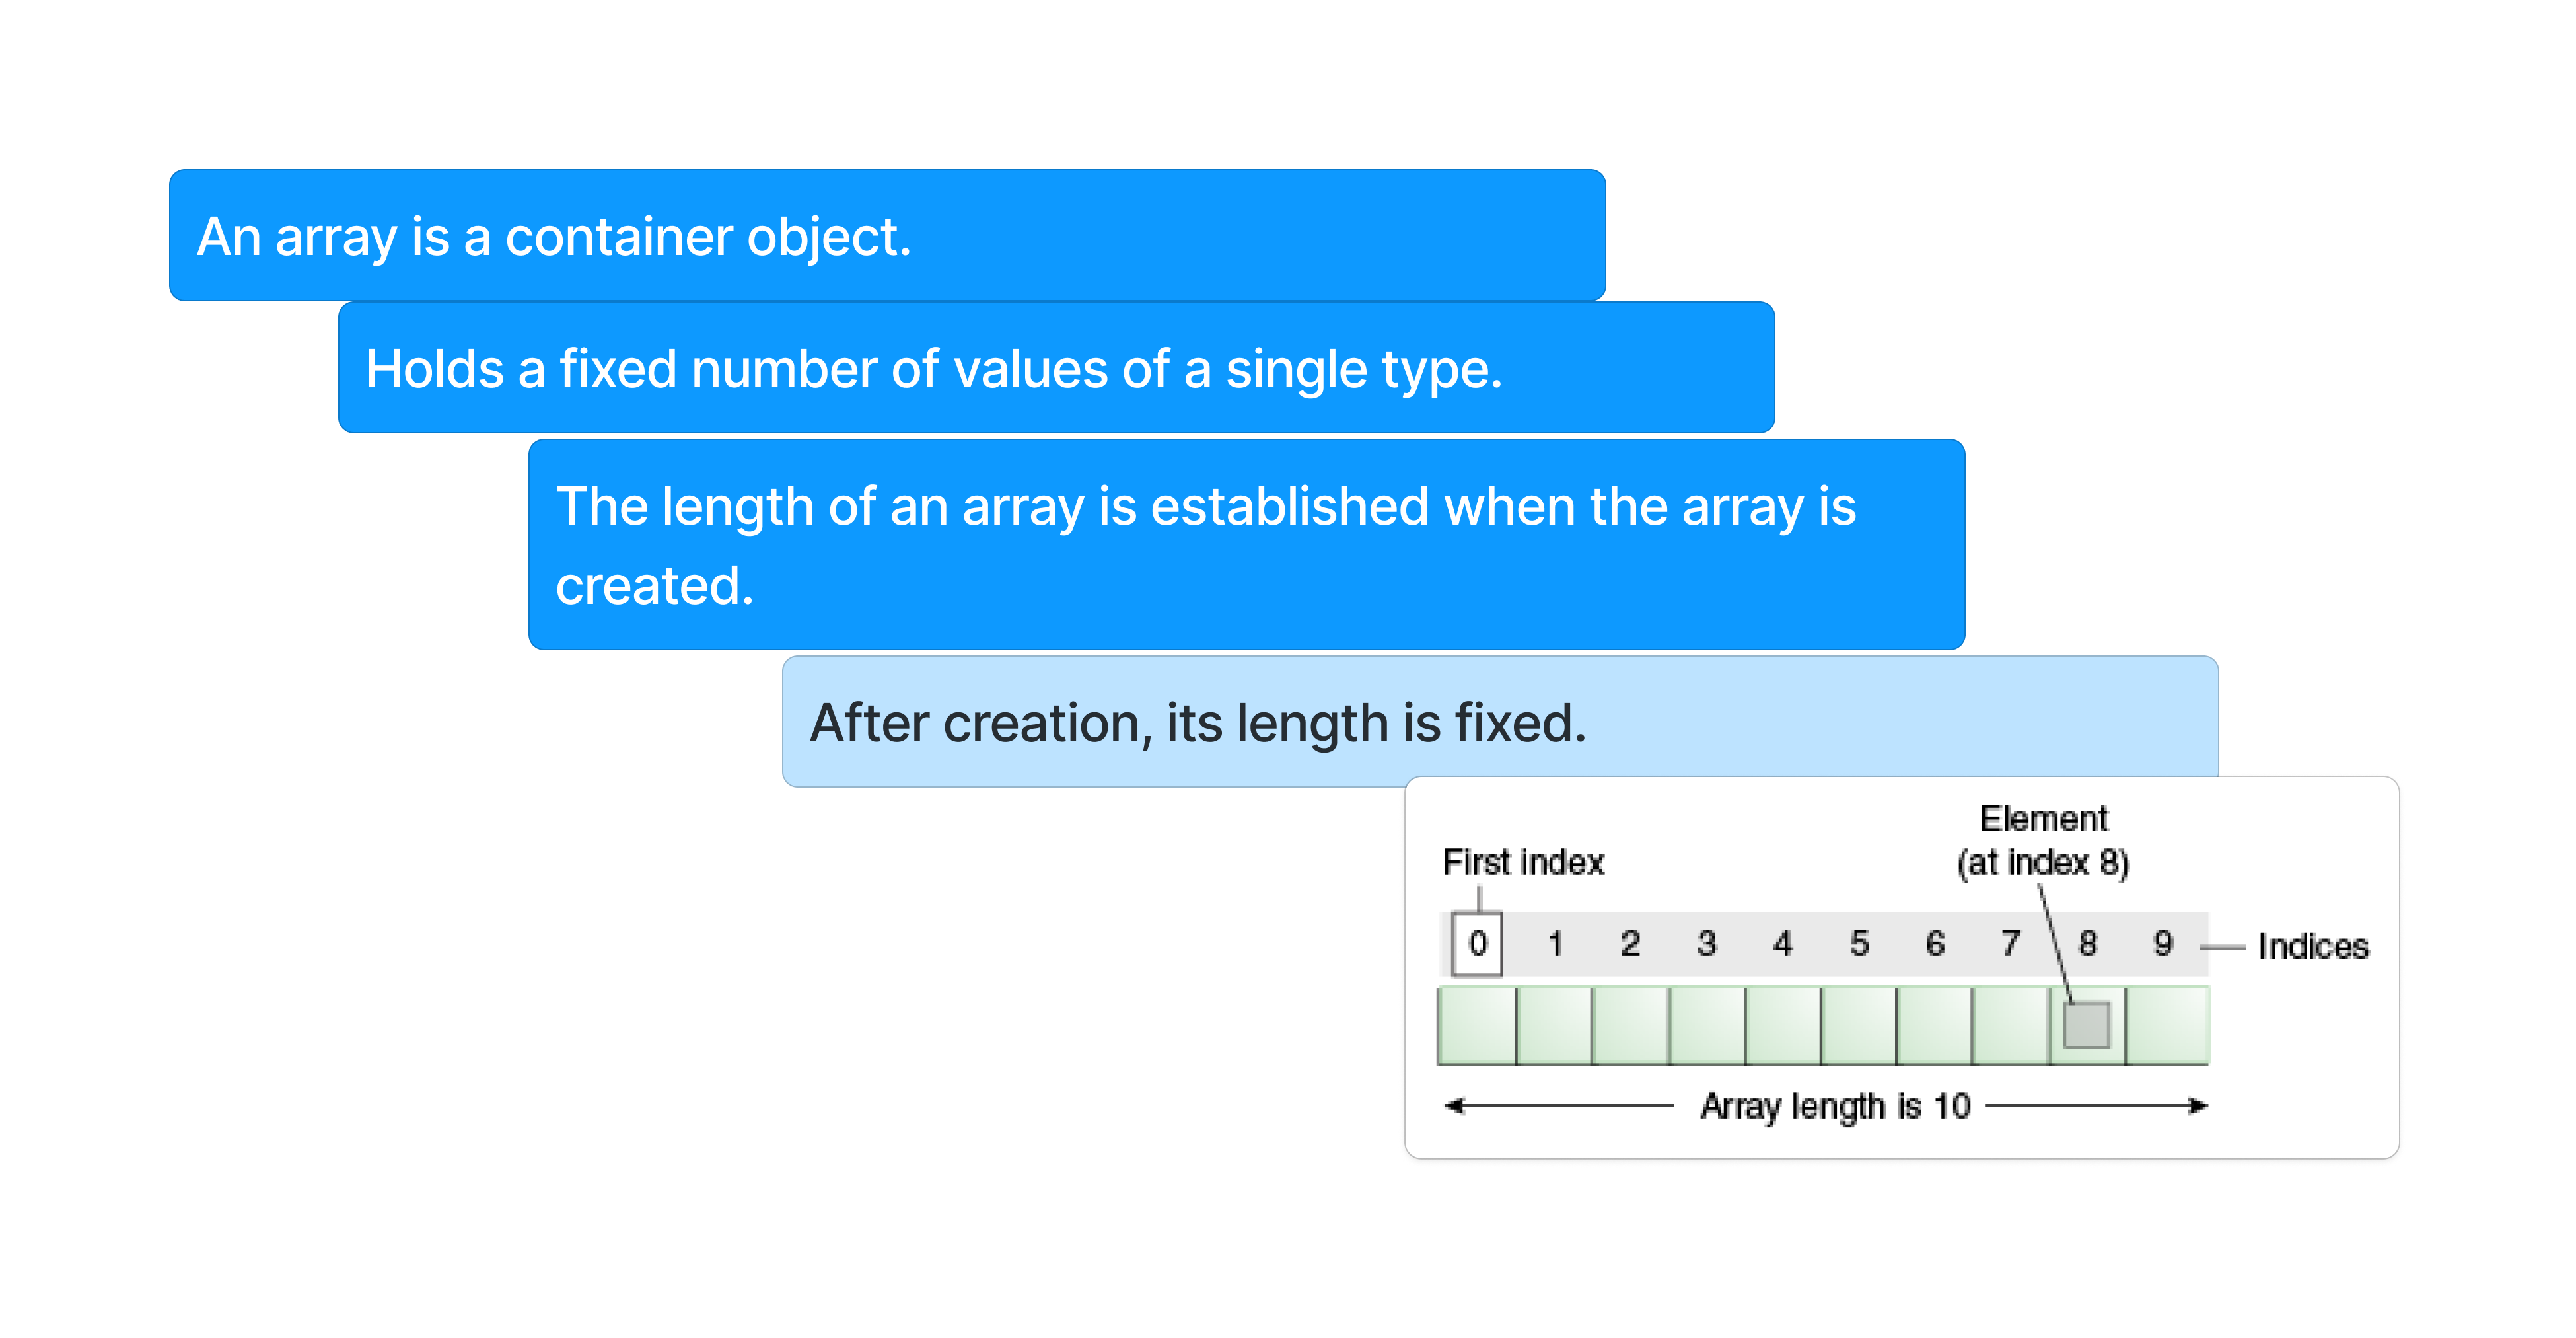 An array is a container object.
Holds a fixed number of values of a single type.
The length of an array is established when the array is
created.
After creation, its length is fixed.
Element
First index
(at index 8)
0 1 2 3 4 5 6 7 8 9
Indices
Array length is 10